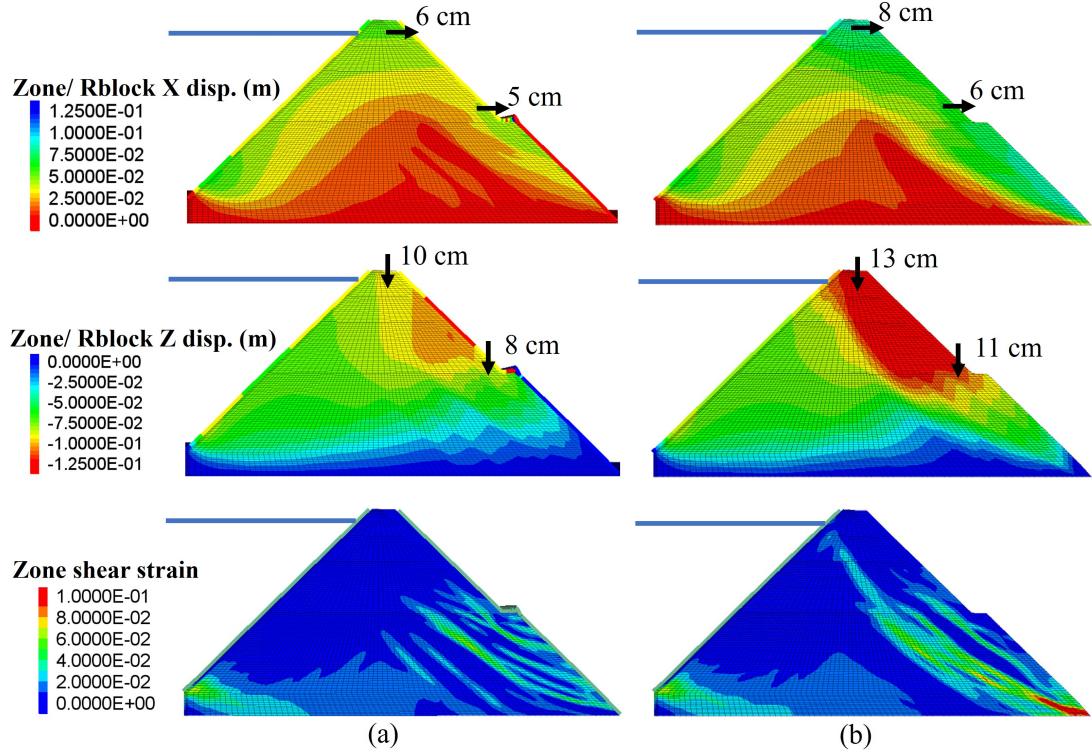 6 cm
8 cm
Zone/ Rblock X disp. (m)
1.2500E-01
1.0000E-01
7.5000E-02
5.0000E-02
2.5000E-02
0.0000E+00
5 cm
6 cm
10 cm
13 cm
Zone/ Rblock Z disp. (m)
0.0000E+00
-2.5000E-02
-5.0000E-02
-7.5000E-02
-1.0000E-01
-1.2500E-01
8 cm
11 cm
Zone shear strain
1.0000E-01
8.0000E-02
6.0000E-02
4.0000E-02
2.0000E-02
0.0000E+00
(a)
(b)